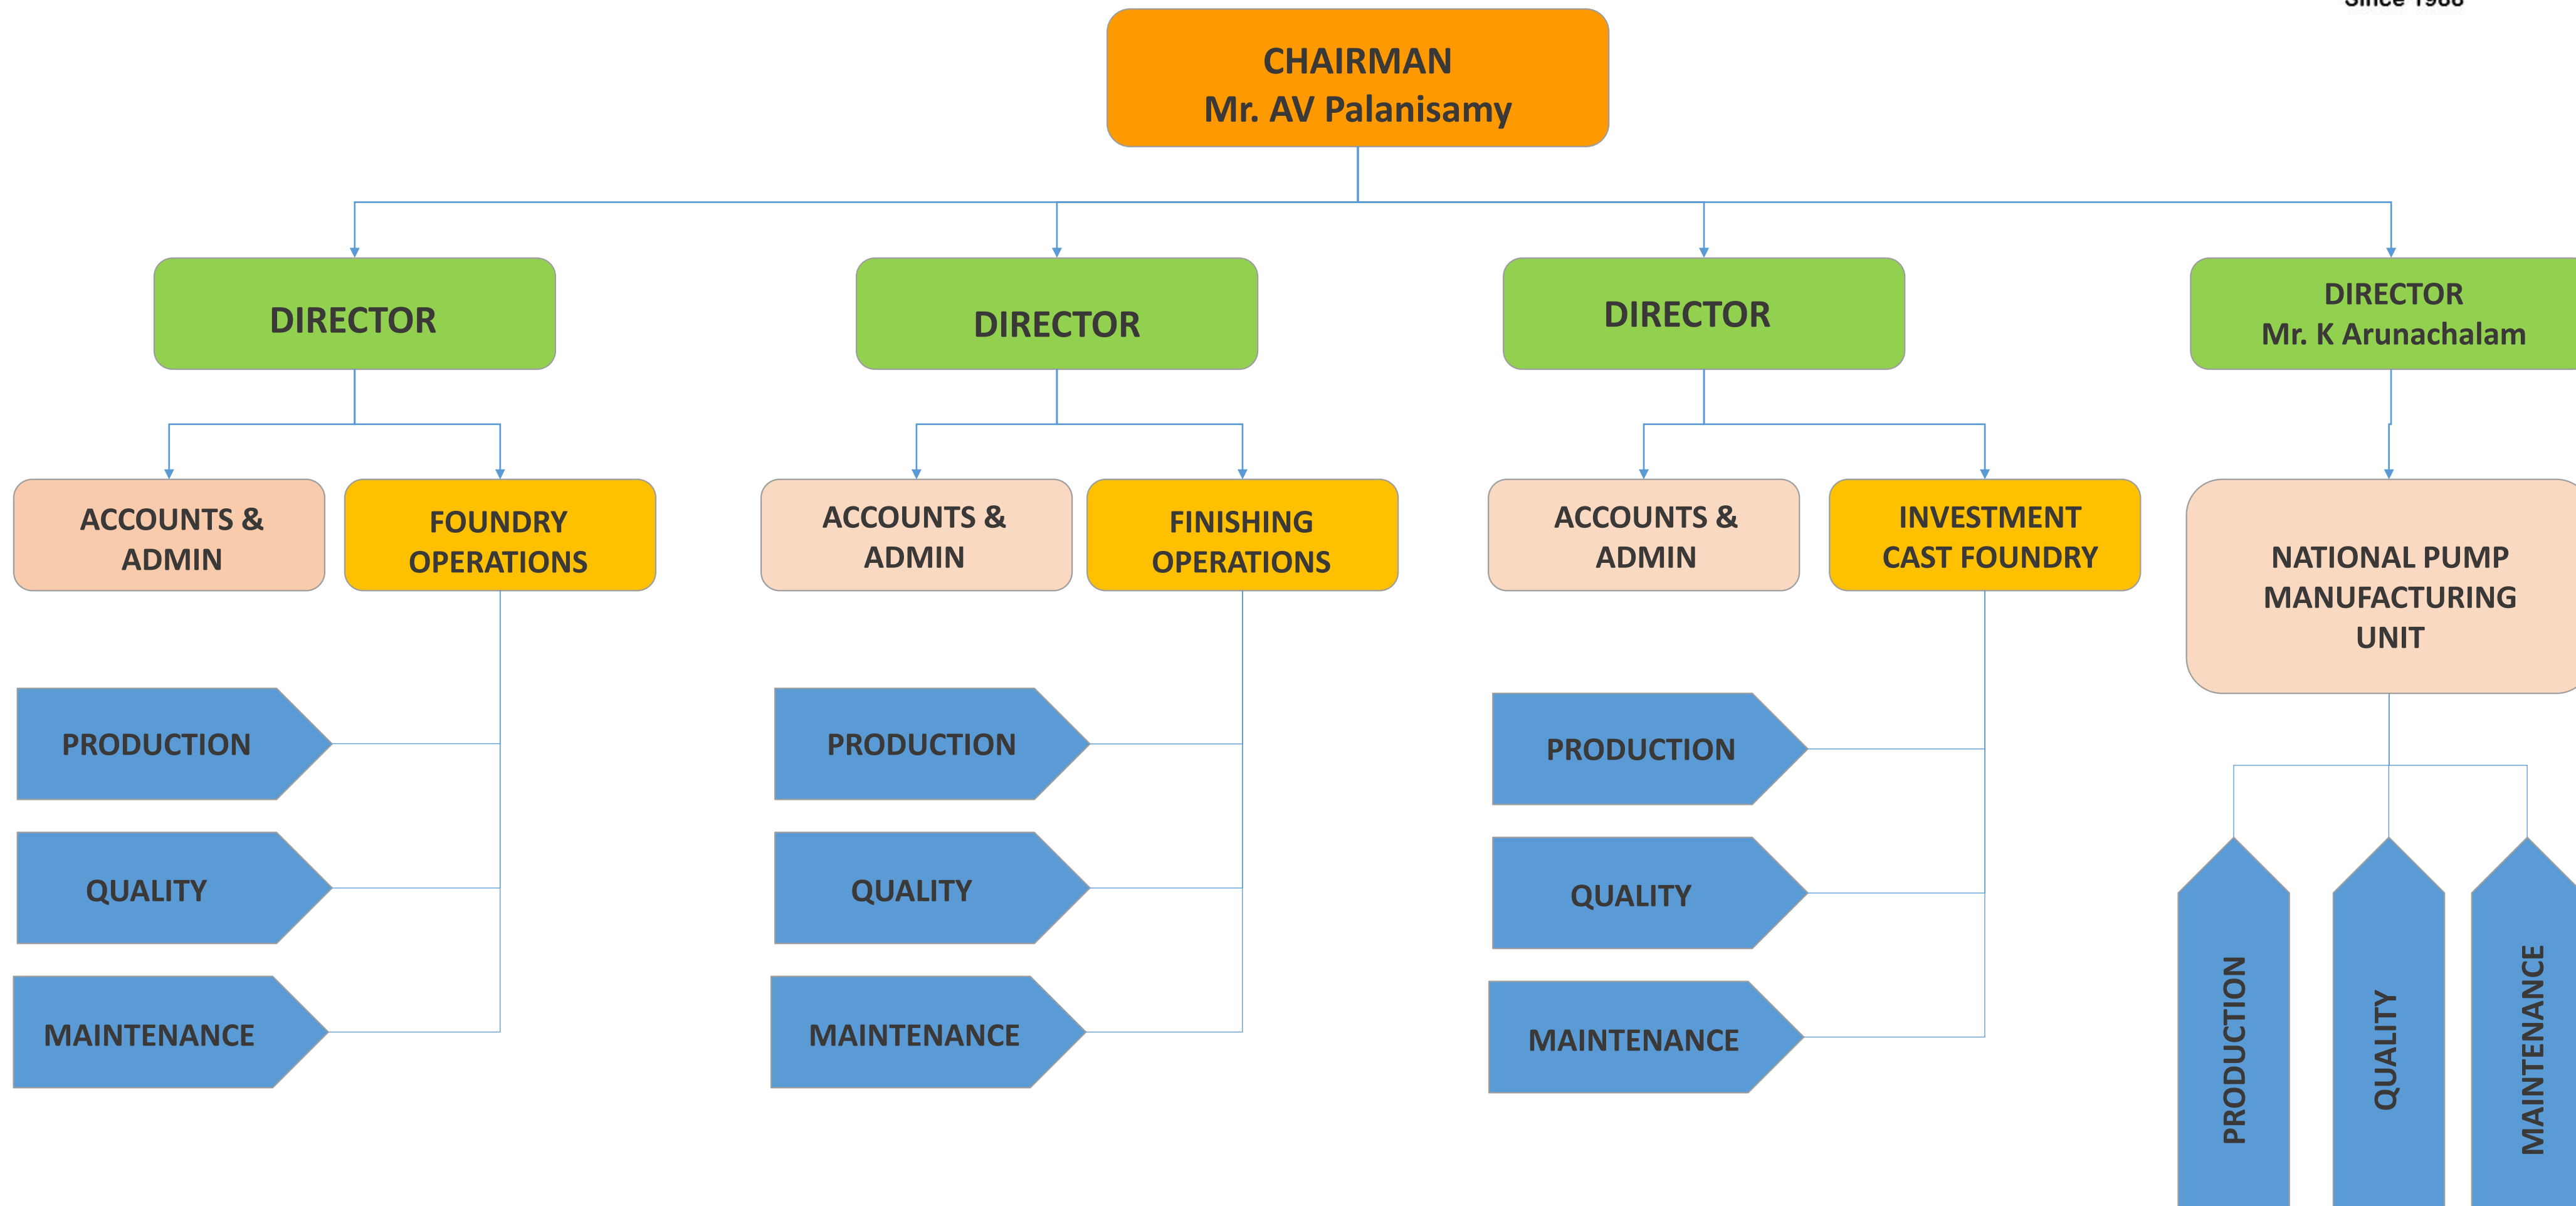 CHAIRMAN
Mr. AV Palanisamy
DIRECTOR
DIRECTOR
DIRECTOR
DIRECTOR
Mr. K Arunachalam
ACCOUNTS &
ADMIN
FOUNDRY
OPERATIONS
ACCOUNTS &
ADMIN
FINISHING
OPERATIONS
ACCOUNTS &
ADMIN
INVESTMENT
CAST FOUNDRY
NATIONAL PUMP
MANUFACTURING
UNIT
PRODUCTION
QUALITY
MAINTENANCE
PRODUCTION
QUALITY
MAINTENANCE
PRODUCTION
QUALITY
MAINTENANCE
PRODUCTION
QUALITY
MAINTENANCE